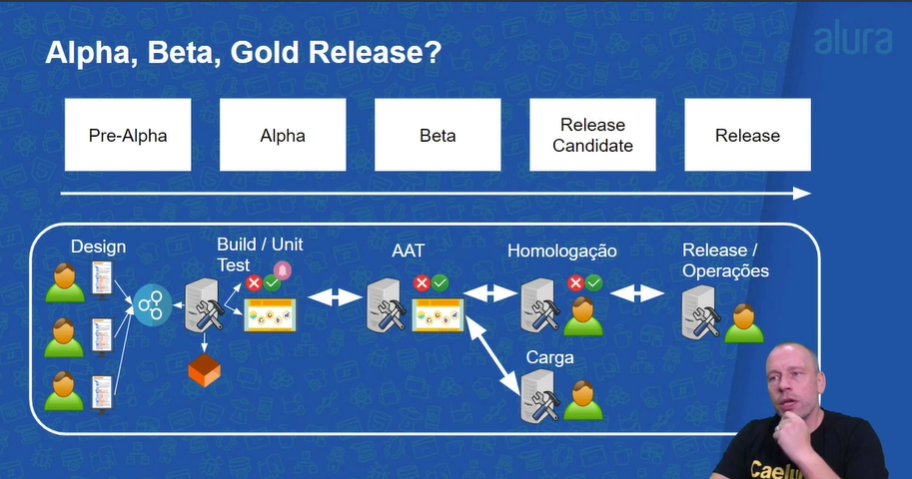 alura
Alpha, Beta, Gold Release?
Pre-Alpha
Alpha
Beta
Release
Candidate
Release
Design
Build / Unit
Test
AAT
Homologação
Release /
Operações
Carga